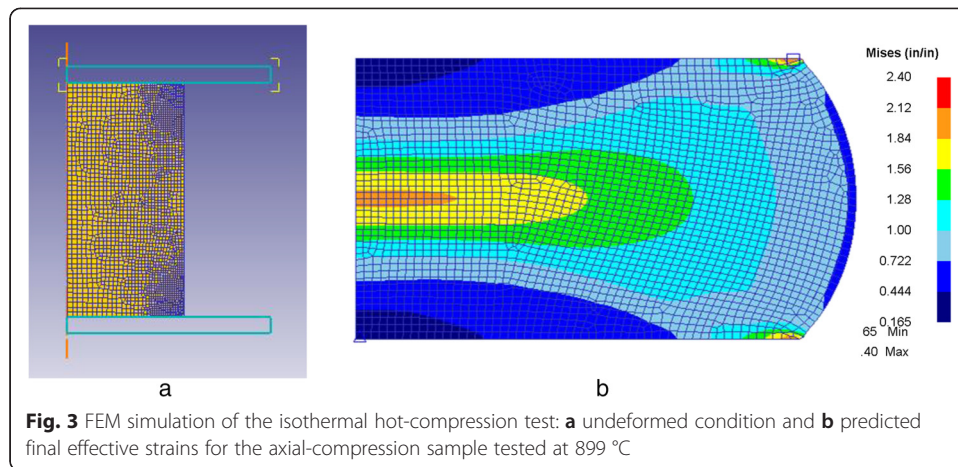 Mises (in/in)
2.40
2.12
1.84
1.56
1.28
1.00
0.722
0.444
0.165
65 Min
.40 Max
a
b
Fig. 3 FEM simulation of the isothermal hot-compression test: a undeformed condition and b predicted
final effective strains for the axial-compression sample tested at 899 °C